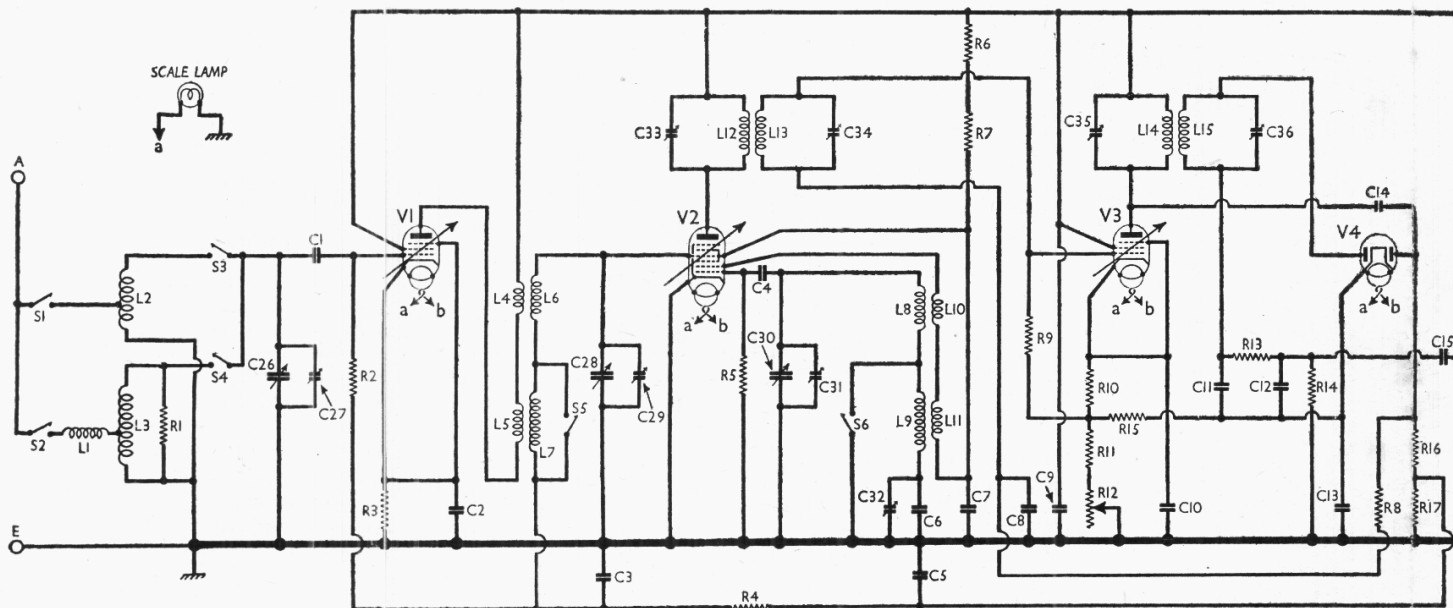 SCALE LAMP
a
A
E
S1
S2
L1
L2
L3
R1
S3
S4
C26
C27
C1
R2
V1
a b
R3
C2
L4
L6
L5
L7
S5
C28
C29
C3
R4
C33
L12
L13
C34
V2
a b
C4
R5
C30
C31
L8
L10
L9
L11
S6
C32
C6
C5
C7
R6
R7
R9
C8
C9
C35
L14
L15
C36
V3
a b
R10
R11
R12
R15
C10
C11
R13
C12
R14
C13
C14
V4
a b
C15
R8
R16
R17